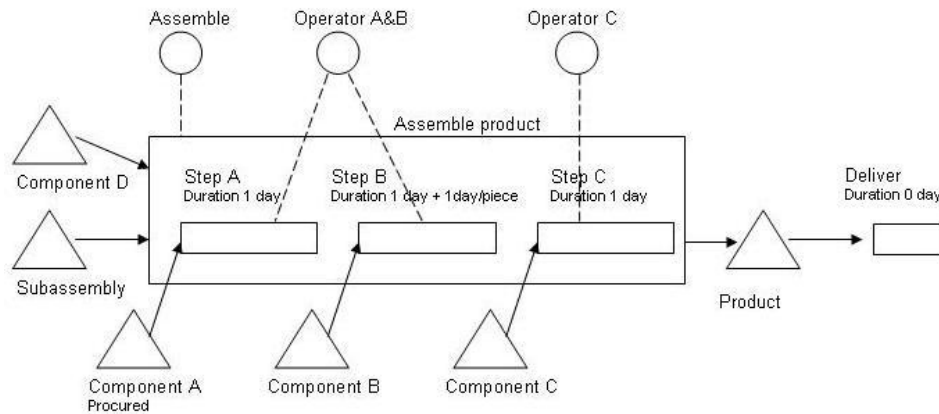 Assemble
Operator A&B
Operator C
Assemble product
Component D
Step A
Duration 1 day
Step B
Duration 1 day + 1day/piece
Step C
Duration 1 day
Deliver
Duration 0 day
Subassembly
Product
Component A
Procured
Component B
Component C